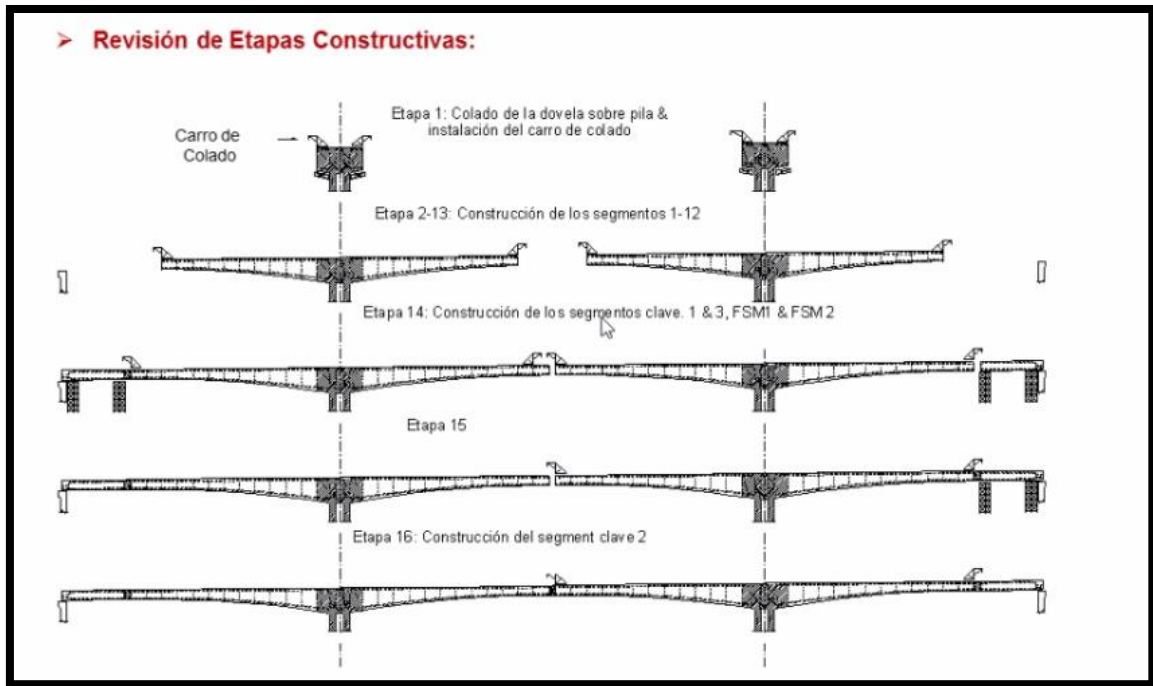 ➢ Revisión de Etapas Constructivas:
Etapa 1: Colado de la dovela sobre pila &
instalación del carro de colado
Carro de
Colado
Etapa 2-13: Construcción de los segmentos 1-12
Etapa 14: Construcción de los segmentos clave. 1 & 3, FSM1 & FSM 2
Etapa 15
Etapa 16: Construcción del segment clave 2